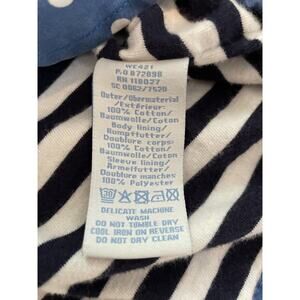 WE421
P.O 872898
RN 118027
SC 0062/7520
Outer/Obermaterial
/Extérieur:
100% Cotton/
Baumwolle/Coton
Body lining/
Rumpffutter/
Doublure corps:
100% Cotton/
Baumwolle/Coton
Sleeve lining/
Armelfutter/
Doublure manches:
100% Polyester
DELICATE MACHINE
WASH
DO NOT TUMBLE DRY
COOL IRON ON REVERSE
DO NOT DRY CLEAN